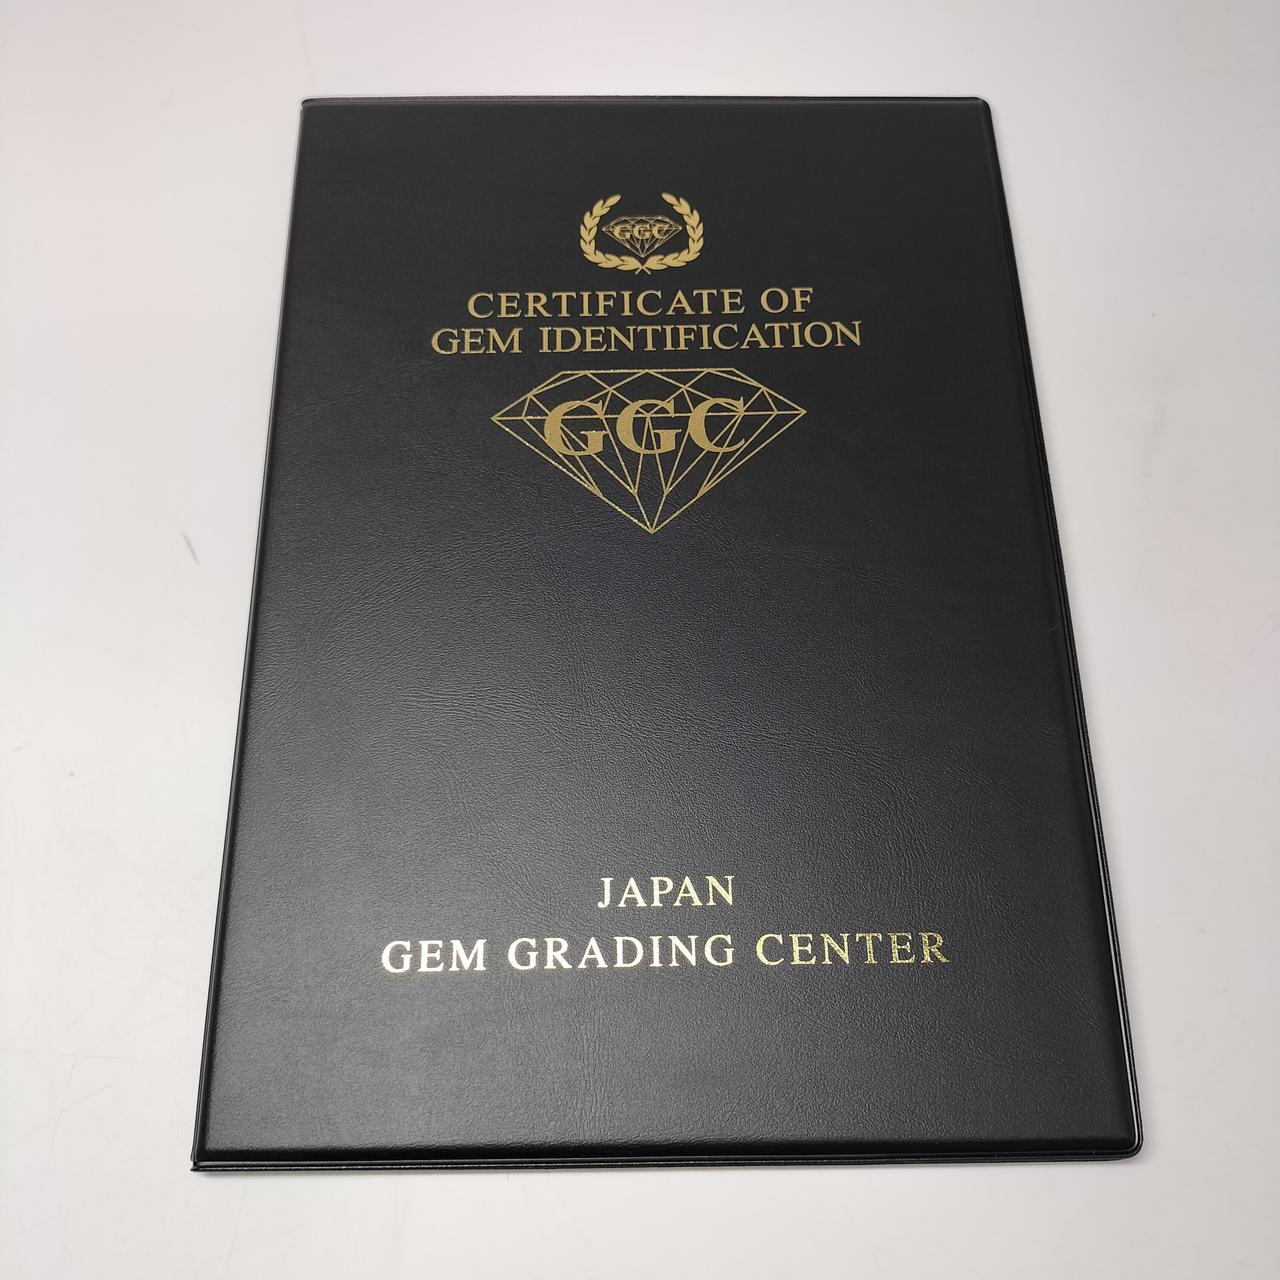 GGC
CERTIFICATE OF
GEM IDENTIFICATION
GGC
JAPAN
GEM GRADING CENTER